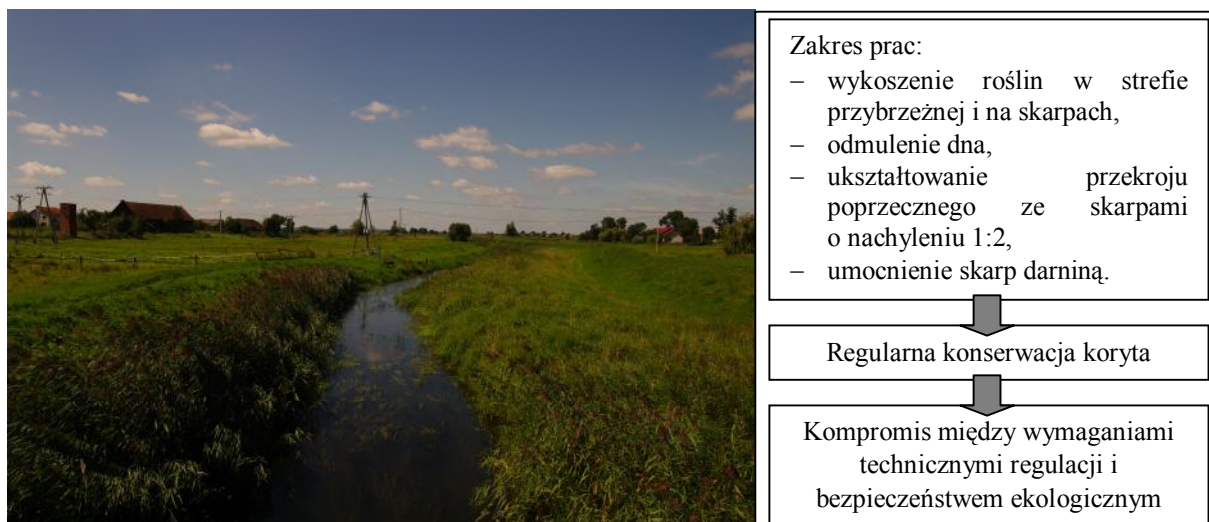 Zakres prac:
– wykoszenie roślin w strefie
przybrzeżnej i na skarpach,
– odmulenie dna,
– ukształtowanie przekroju
poprzecznego ze skarpami
o nachyleniu 1:2,
– umocnienie skarp darniną.
Regularna konserwacja koryta
Kompromis między wymaganiami
technicznymi regulacji i
bezpieczeństwem ekologicznym